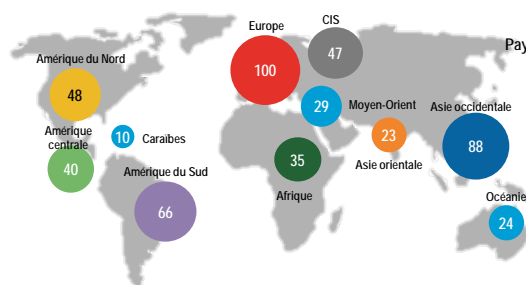 Europe
CIS
Pay
47
Amérique du Nord
100
48
29
Moyen-Orient
Asie occidentale
Amérique
centrale
10
Caraïbes
23
88
40
35
Asie orientale
Amérique du Sud
66
Afrique
Océanie
24